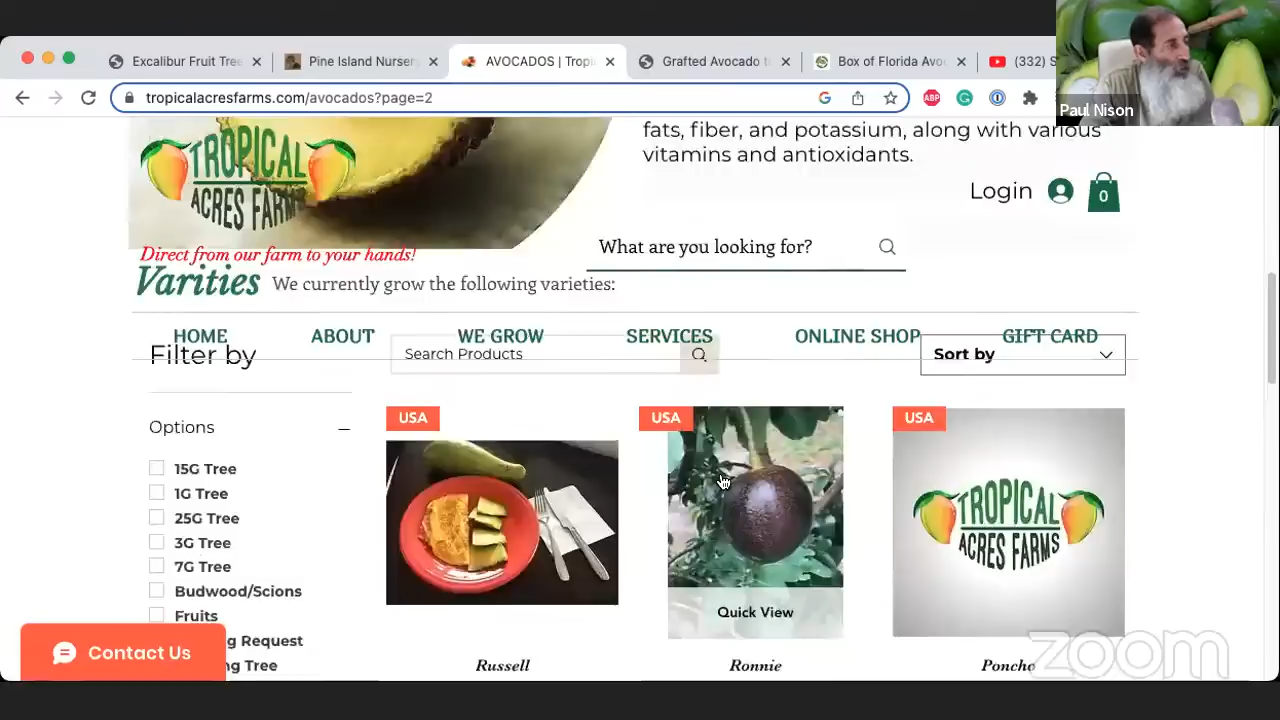 Excalibur Fruit Tree
Pine Island Nurser
AVOCADOS | Tropi
Grafted Avocado t
Box of Florida Avo
(332) S
tropicalacresfarms.com/avocados?page=2
ABP
Paul Nison
fats, fiber, and potassium, along with various
vitamins and antioxidants.
TROPICAL
ACRES FARMS
Login
0
Direct from our farm to your hands!
What are you looking for?
Varities We currently grow the following varieties:
HOME ABOUT WE GROW SERVICES ONLINE SHOP GIFT CARD
Filter by
Search Products
Sort by
USA
USA
USA
Options
15G Tree
1G Tree
25G Tree
3G Tree
7G Tree
Budwood/Scions
Fruits
g Request
ng Tree
TROPICAL
ACRES FARMS
Quick View
Contact Us
Russell
Ronnie
Poncho
zoom